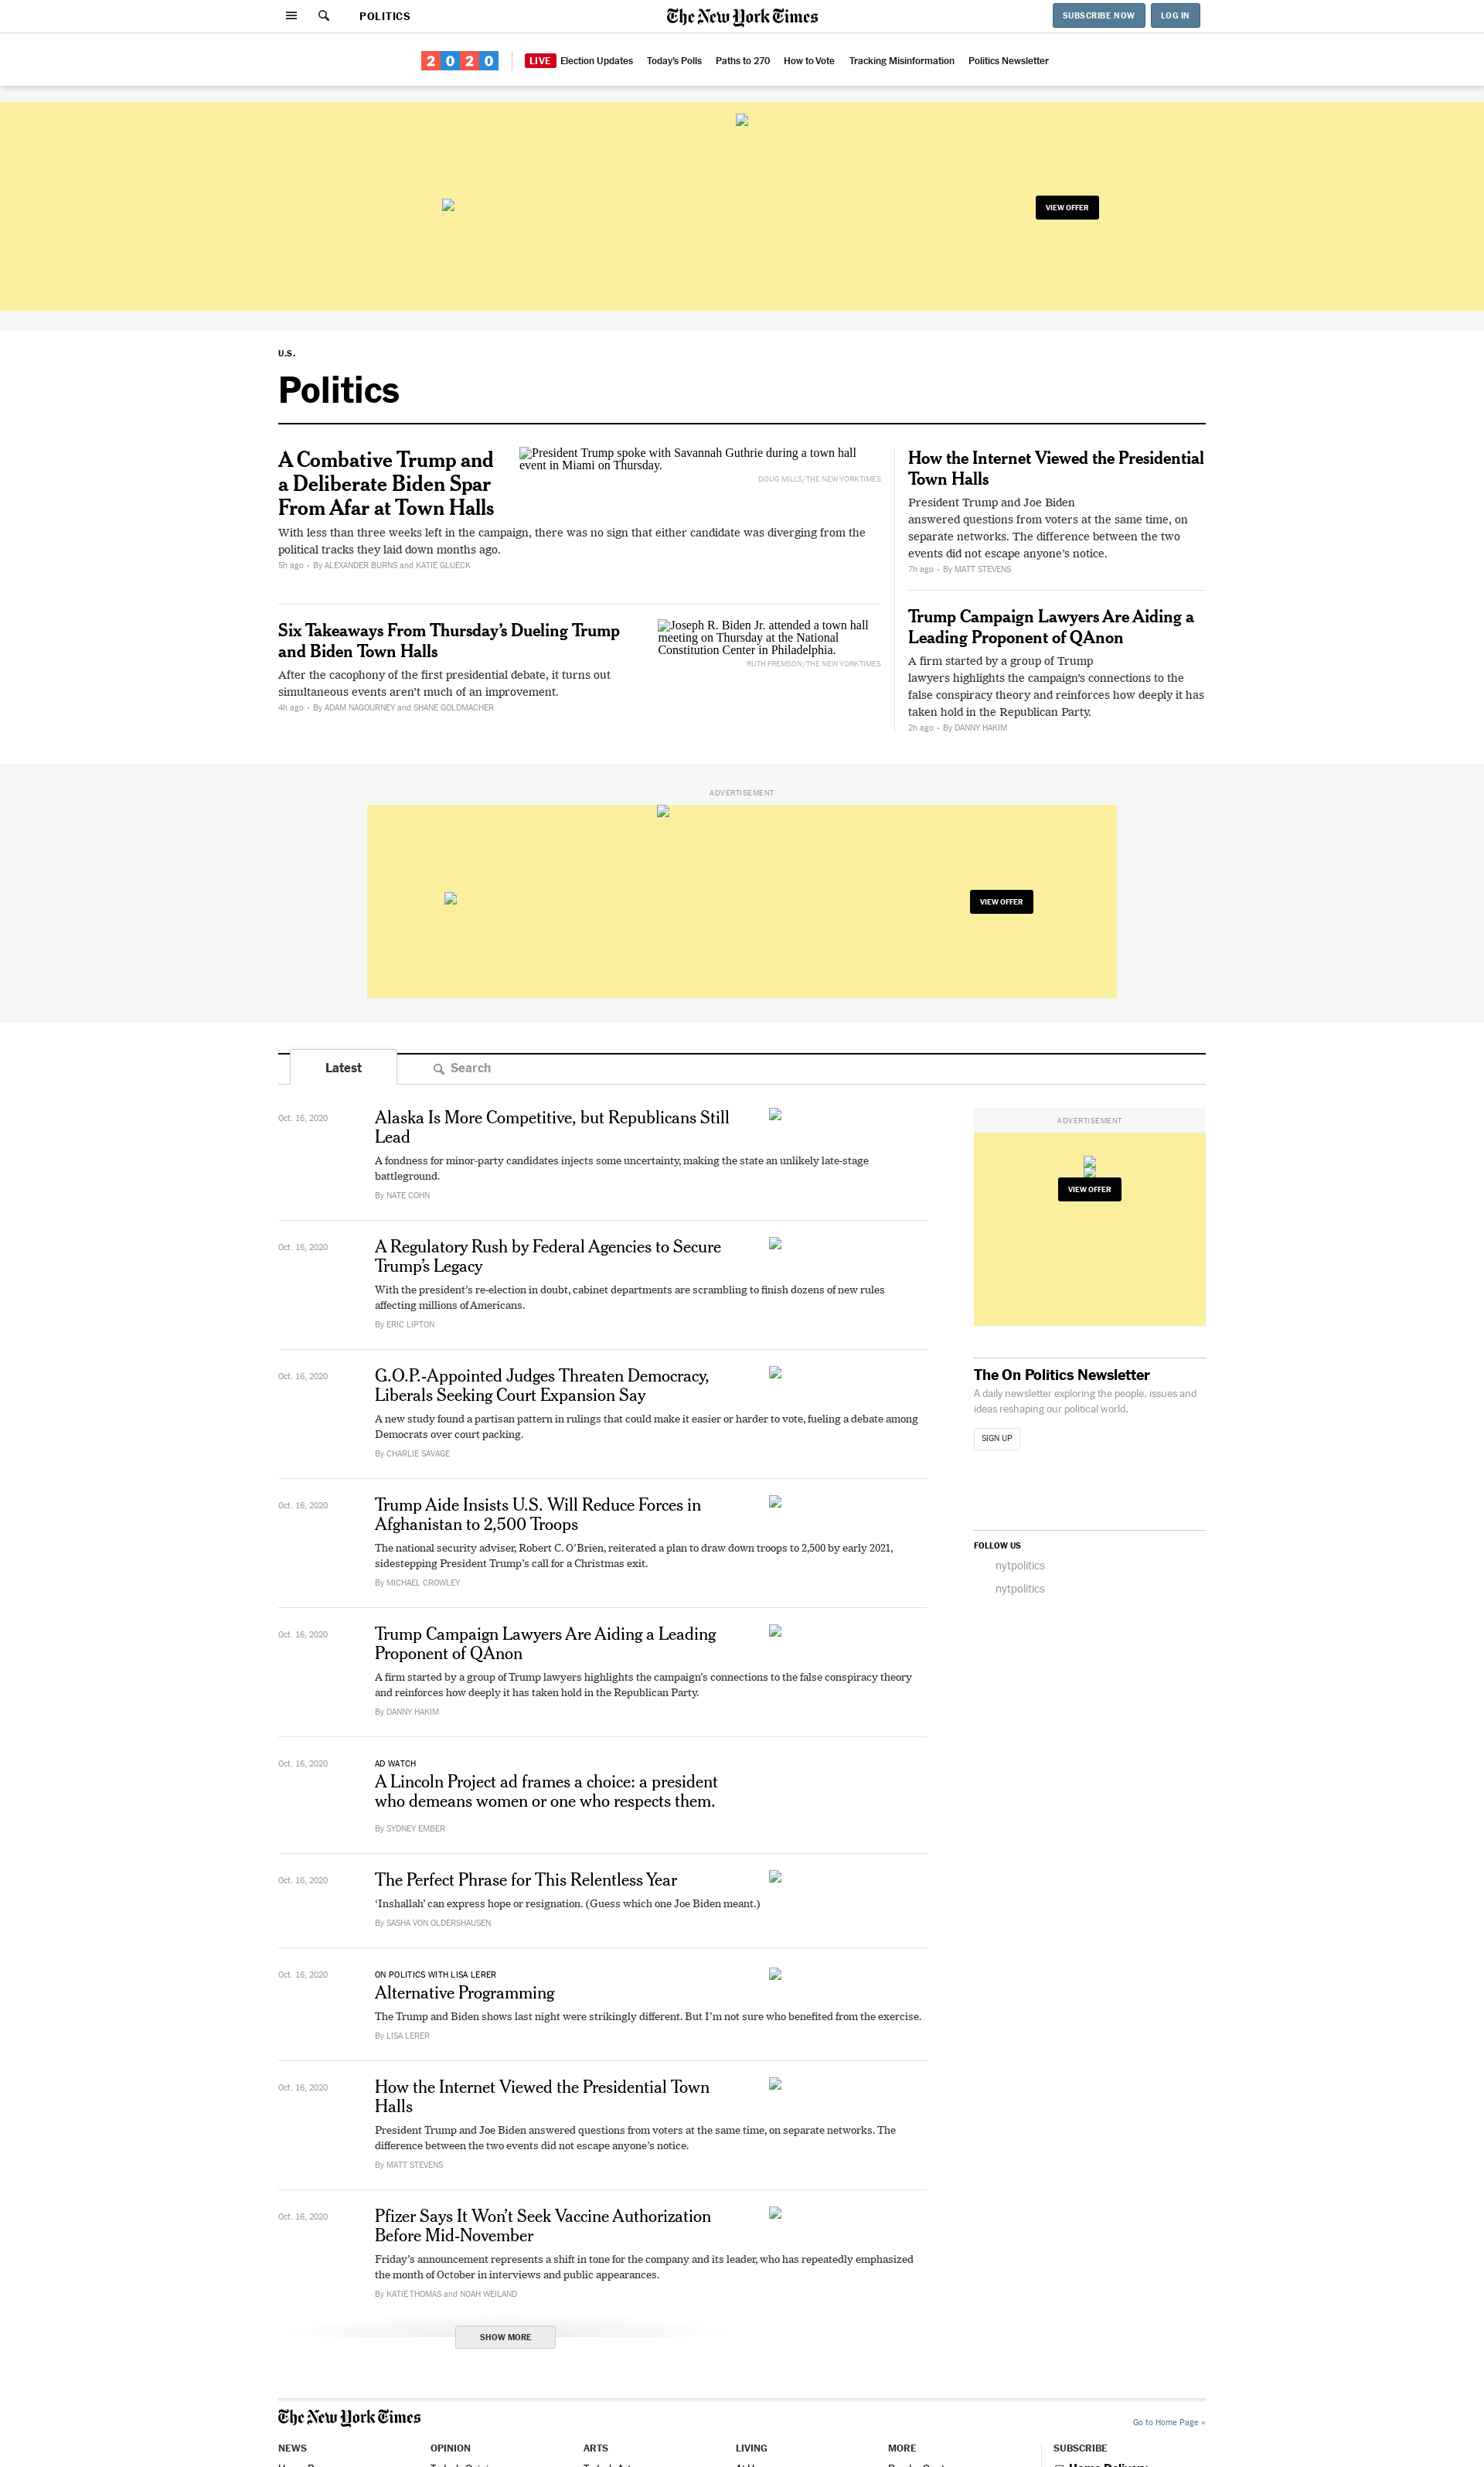 POLITICS
The New York Times
SUBSCRIBE NOW
LOG IN
2020
LIVE Election Updates
Today's Polls
Paths to 270
How to Vote
Tracking Misinformation
Politics Newsletter
VIEW OFFER
U.S.
Politics
A Combative Trump and
a Deliberate Biden Spar
From Afar at Town Halls
President Trump spoke with Savannah Guthrie during a town hall
event in Miami on Thursday.
DOUG MILLS/THE NEW YORK TIMES
With less than three weeks left in the campaign, there was no sign that either candidate was diverging from the
political tracks they laid down months ago.
5h ago • By ALEXANDER BURNS and KATIE GLUECK
Six Takeaways From Thursday’s Dueling Trump
and Biden Town Halls
After the cacophony of the first presidential debate, it turns out
simultaneous events aren’t much of an improvement.
4h ago • By ADAM NAGOURNEY and SHANE GOLDMACHER
Joseph R. Biden Jr. attended a town hall
meeting on Thursday at the National
Constitution Center in Philadelphia.
RUTH FREMSON/THE NEW YORK TIMES
How the Internet Viewed the Presidential
Town Halls
President Trump and Joe Biden
answered questions from voters at the same time, on
separate networks. The difference between the two
events did not escape anyone’s notice.
7h ago • By MATT STEVENS
Trump Campaign Lawyers Are Aiding a
Leading Proponent of QAnon
A firm started by a group of Trump
lawyers highlights the campaign’s connections to the
false conspiracy theory and reinforces how deeply it has
taken hold in the Republican Party.
2h ago • By DANNY HAKIM
ADVERTISEMENT
VIEW OFFER
Latest
Search
Oct. 16, 2020
Alaska Is More Competitive, but Republicans Still
Lead
A fondness for minor-party candidates injects some uncertainty, making the state an unlikely late-stage
battleground.
By NATE COHN
Oct. 16, 2020
A Regulatory Rush by Federal Agencies to Secure
Trump’s Legacy
With the president’s re-election in doubt, cabinet departments are scrambling to finish dozens of new rules
affecting millions of Americans.
By ERIC LIPTON
Oct. 16, 2020
G.O.P.-Appointed Judges Threaten Democracy,
Liberals Seeking Court Expansion Say
A new study found a partisan pattern in rulings that could make it easier or harder to vote, fueling a debate among
Democrats over court packing.
By CHARLIE SAVAGE
Oct. 16, 2020
Trump Aide Insists U.S. Will Reduce Forces in
Afghanistan to 2,500 Troops
The national security adviser, Robert C. O’Brien, reiterated a plan to draw down troops to 2,500 by early 2021,
sidestepping President Trump’s call for a Christmas exit.
By MICHAEL CROWLEY
Oct. 16, 2020
Trump Campaign Lawyers Are Aiding a Leading
Proponent of QAnon
A firm started by a group of Trump lawyers highlights the campaign’s connections to the false conspiracy theory
and reinforces how deeply it has taken hold in the Republican Party.
By DANNY HAKIM
Oct. 16, 2020
AD WATCH
A Lincoln Project ad frames a choice: a president
who demeans women or one who respects them.
By SYDNEY EMBER
Oct. 16, 2020
The Perfect Phrase for This Relentless Year
‘Inshallah’ can express hope or resignation. (Guess which one Joe Biden meant.)
By SASHA VON OLDERSHAUSEN
Oct. 16, 2020
ON POLITICS WITH LISA LERER
Alternative Programming
The Trump and Biden shows last night were strikingly different. But I’m not sure who benefited from the exercise.
By LISA LERER
Oct. 16, 2020
How the Internet Viewed the Presidential Town
Halls
President Trump and Joe Biden answered questions from voters at the same time, on separate networks. The
difference between the two events did not escape anyone’s notice.
By MATT STEVENS
Oct. 16, 2020
Pfizer Says It Won’t Seek Vaccine Authorization
Before Mid-November
Friday’s announcement represents a shift in tone for the company and its leader, who has repeatedly emphasized
the month of October in interviews and public appearances.
By KATIE THOMAS and NOAH WEILAND
SHOW MORE
ADVERTISEMENT
VIEW OFFER
The On Politics Newsletter
A daily newsletter exploring the people, issues and
ideas reshaping our political world.
SIGN UP
FOLLOW US
nytpolitics
nytpolitics
The New York Times
Go to Home Page »
NEWS
OPINION
ARTS
LIVING
MORE
SUBSCRIBE
Home Delivery